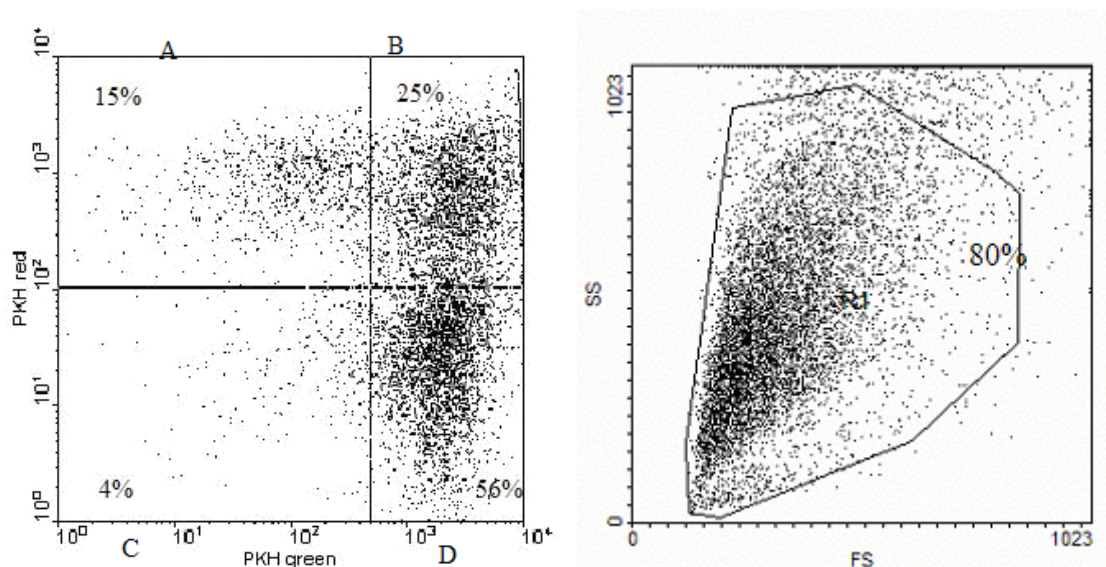 A B
10⁴
15% 25%
10³
PKH red
10²
10¹
4% 56%
10⁰
10⁰ 10¹ 10² 10³ 10⁴
C PKH green D
1023
80%
SS
R1
0
0 1023
FS